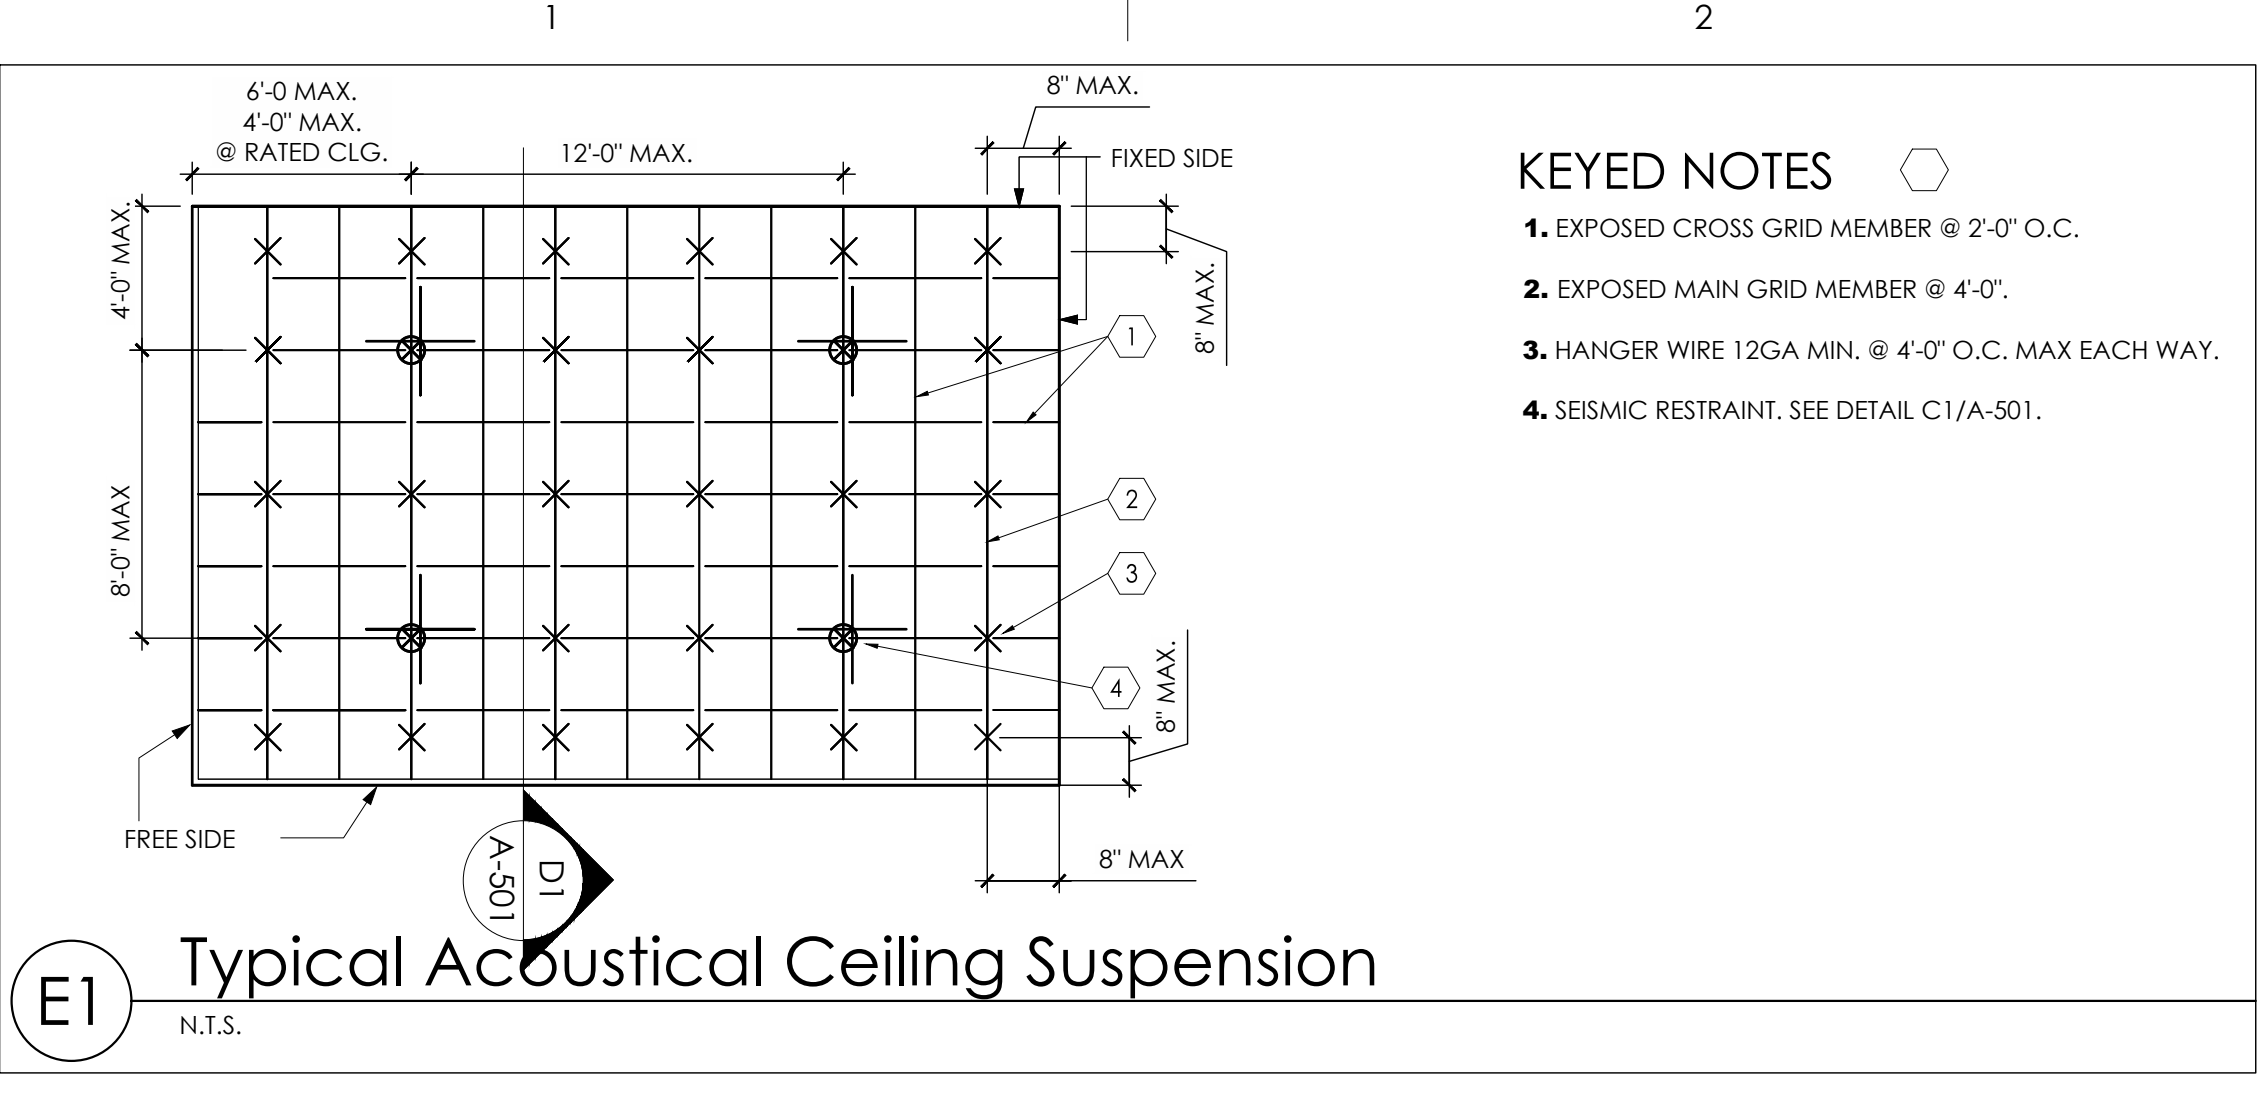 1
2
6'-0 MAX.
4'-0" MAX.
@ RATED CLG.
12'-0" MAX.
8" MAX.
FIXED SIDE
4'-0" MAX.
8" MAX.
8'-0" MAX
1
2
3
4
8" MAX.
8" MAX
FREE SIDE
D1
A-501
KEYED NOTES
1. EXPOSED CROSS GRID MEMBER @ 2'-0" O.C.
2. EXPOSED MAIN GRID MEMBER @ 4'-0".
3. HANGER WIRE 12GA MIN. @ 4'-0" O.C. MAX EACH WAY.
4. SEISMIC RESTRAINT. SEE DETAIL C1/A-501.
E1
Typical Acoustical Ceiling Suspension
N.T.S.